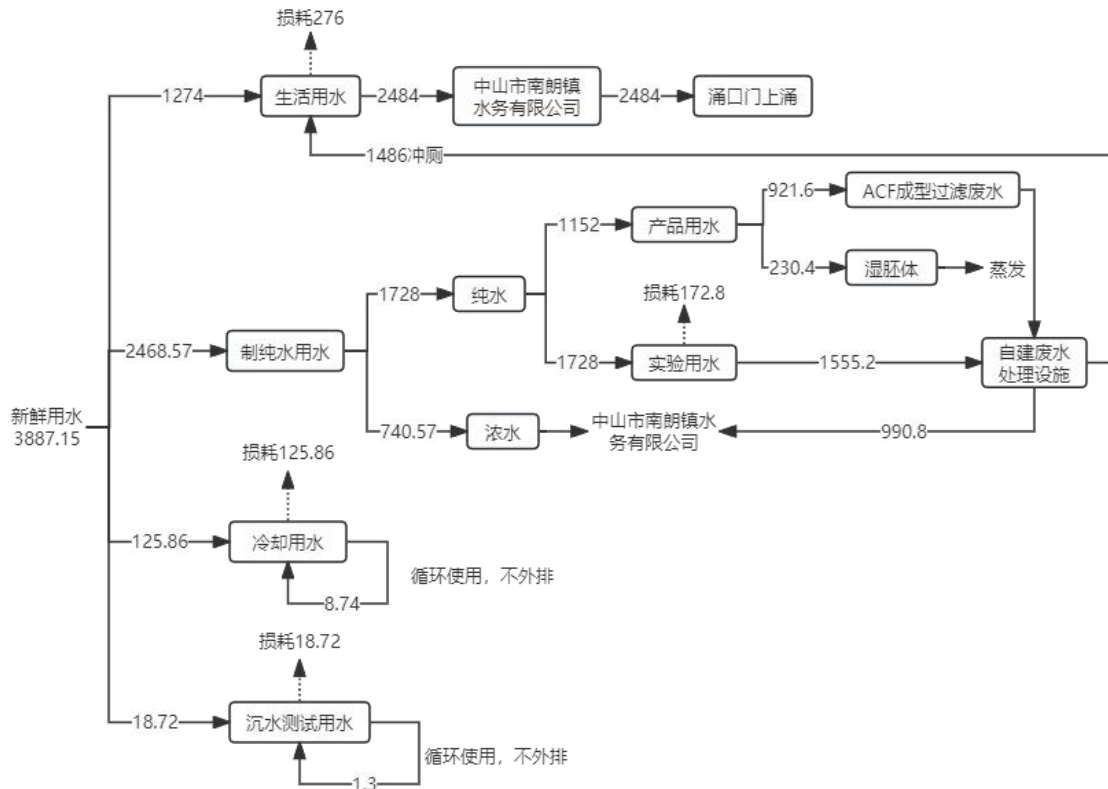 损耗276
1274
生活用水
2484
中山市南朗镇
水务有限公司
2484
涌口门上涌
1486冲厕
921.6
ACF成型过滤废水
1152
产品用水
230.4
湿胚体
蒸发
1728
纯水
损耗172.8
2468.57
制纯水用水
1728
实验用水
1555.2
自建废水
处理设施
新鲜用水
3887.15
740.57
浓水
中山市南朗镇水
务有限公司
990.8
损耗125.86
125.86
冷却用水
循环使用，不外排
8.74
损耗18.72
18.72
沉水测试用水
循环使用，不外排
1.3